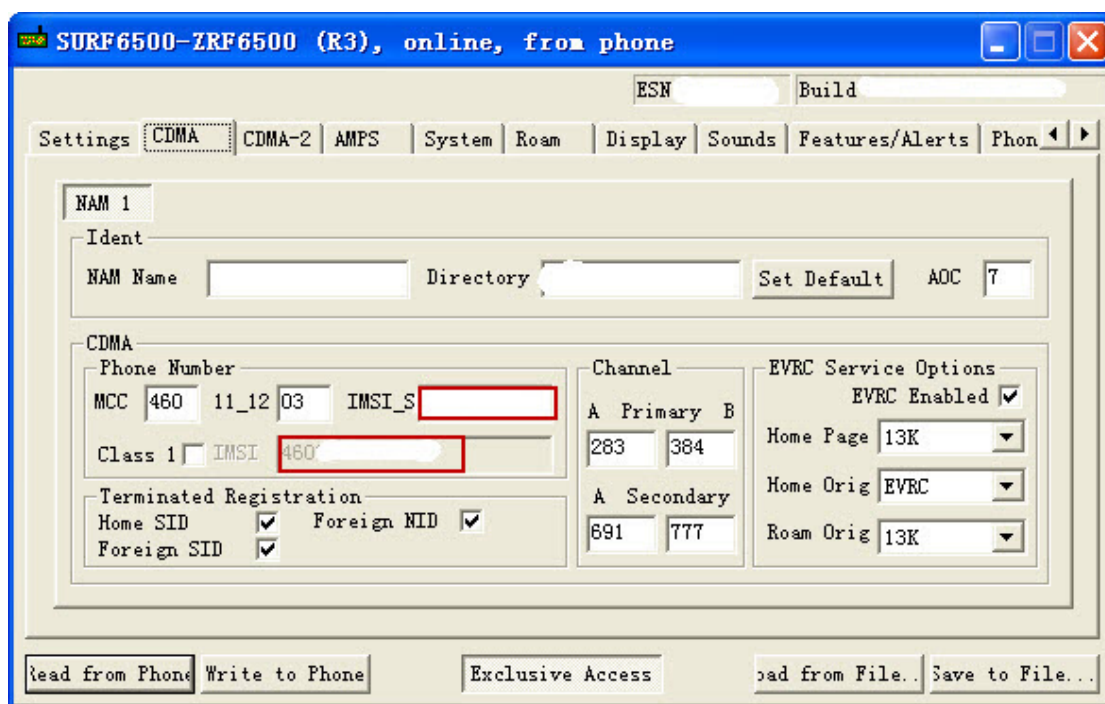 SURF6500-ZRF6500 (R3), online, from phone
ESN Build
Settings CDMA CDMA-2 AMPS System Roam Display Sounds Features/Alerts Phon
NAM 1
Ident
NAM Name Directory Set Default AOC 7
CDMA
Phone Number
MCC 460 11_12 03 IMSI_S
Class 1 IMSI 460
Terminated Registration
Home SID Foreign NID
Foreign SID
Channel
A Primary B
283 384
A Secondary
691 777
EVRC Service Options
EVRC Enabled
Home Page 13K
Home Orig EVRC
Roam Orig 13K
Read from Phone Write to Phone Exclusive Access oad from File.. Save to File...